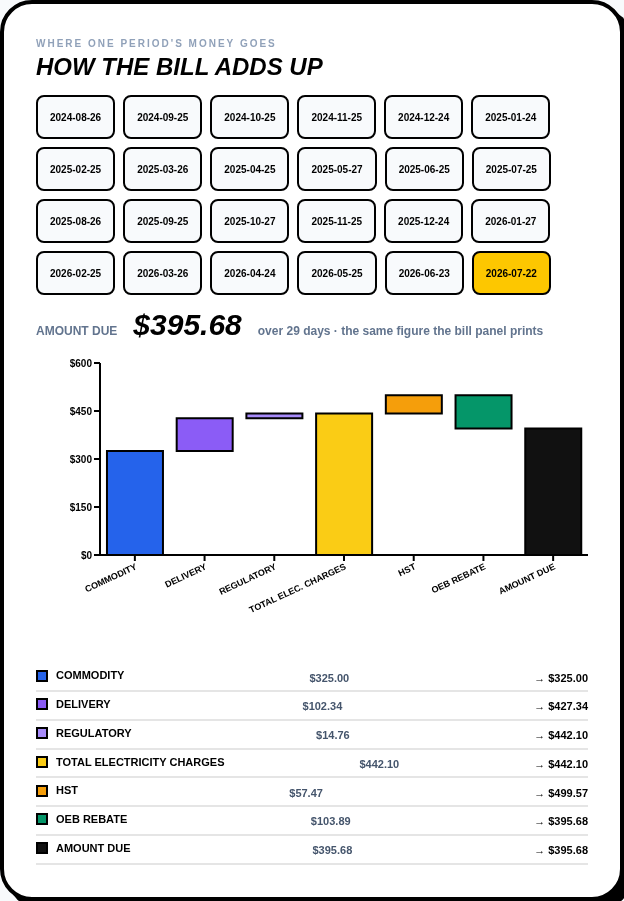 WHERE ONE PERIOD'S MONEY GOES
HOW THE BILL ADDS UP
2024-08-26 2024-09-25 2024-10-25 2024-11-25 2024-12-24 2025-01-24
2025-02-25 2025-03-26 2025-04-25 2025-05-27 2025-06-25 2025-07-25
2025-08-26 2025-09-25 2025-10-27 2025-11-25 2025-12-24 2026-01-27
2026-02-25 2026-03-26 2026-04-24 2026-05-25 2026-06-23 2026-07-22
AMOUNT DUE $395.68 over 29 days · the same figure the bill panel prints
$600
$450
$300
$150
$0
COMMODITY DELIVERY REGULATORY TOTAL ELEC. CHARGES HST OEB REBATE AMOUNT DUE
COMMODITY $325.00 → $325.00
DELIVERY $102.34 → $427.34
REGULATORY $14.76 → $442.10
TOTAL ELECTRICITY CHARGES $442.10 → $442.10
HST $57.47 → $499.57
OEB REBATE $103.89 → $395.68
AMOUNT DUE $395.68 → $395.68